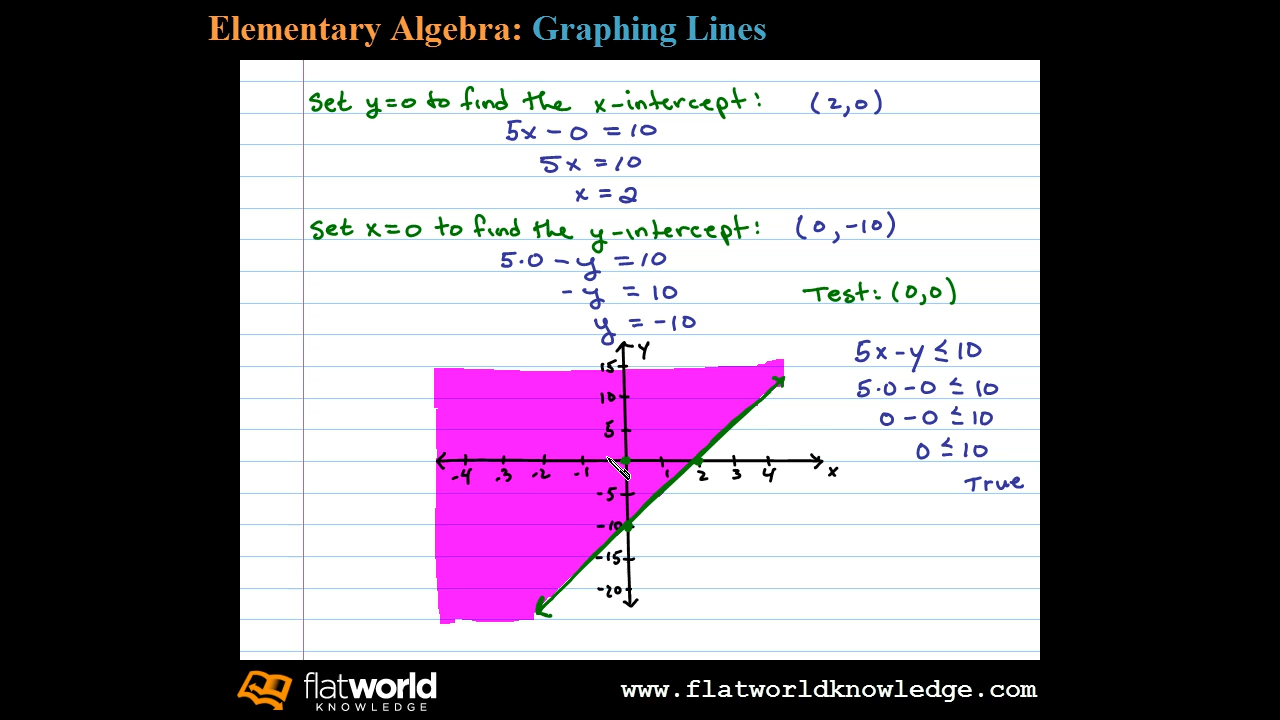 Elementary Algebra: Graphing Lines
Set y=0 to find the x-intercept: (2,0)
5x - 0 = 10
5x = 10
x = 2
Set x=0 to find the y-intercept: (0,-10)
5·0 - y = 10
-y = 10
y = -10
Test: (0,0)
5x - y ≤ 10
5·0 - 0 ≤ 10
0 - 0 ≤ 10
0 ≤ 10
True
Y
15
10
5
-4 -3 -2 -1 1 2 3 4 x
-5
-10
-15
-20
flatworld
KNOWLEDGE
www.flatworldknowledge.com